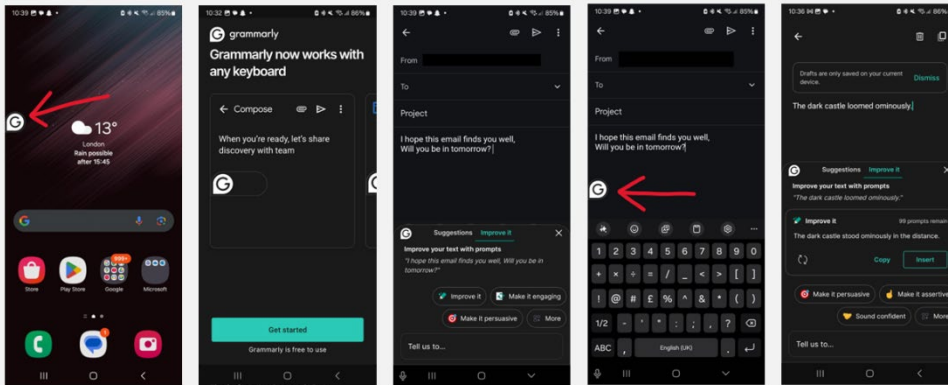 10:39
85%
13°
London
Rain possible
after 15:45
999+
Store
Play Store
Google
Microsoft
10:32
86%
grammarly
Grammarly now works with
any keyboard
Compose
When you're ready, let's share
discovery with team
Get started
Grammarly is free to use
10:39
85%
From
To
Project
I hope this email finds you well,
Will you be in tomorrow?
Suggestions
Improve it
Improve your text with prompts
"I hope this email finds you well, Will you be in
tomorrow?"
Improve it
Make it engaging
Make it persuasive
More
Tell us to...
10:39
85%
From
To
Project
I hope this email finds you well,
Will you be in tomorrow?
1 2 3 4 5 6 7 8 9 0
+ × ÷ = / _ < > [ ]
! @ # £ % ^ & * ( )
1/2 - ' " : ; , ?
ABC , English (UK) .
10:36
86%
Drafts are only saved on your current
device.
Dismiss
The dark castle loomed ominously.
Suggestions
Improve it
Improve your text with prompts
"The dark castle loomed ominously."
Improve it
99 prompts remain
The dark castle stood ominously in the distance.
Copy
Insert
Make it persuasive
Make it assertive
Sound confident
More
Tell us to...